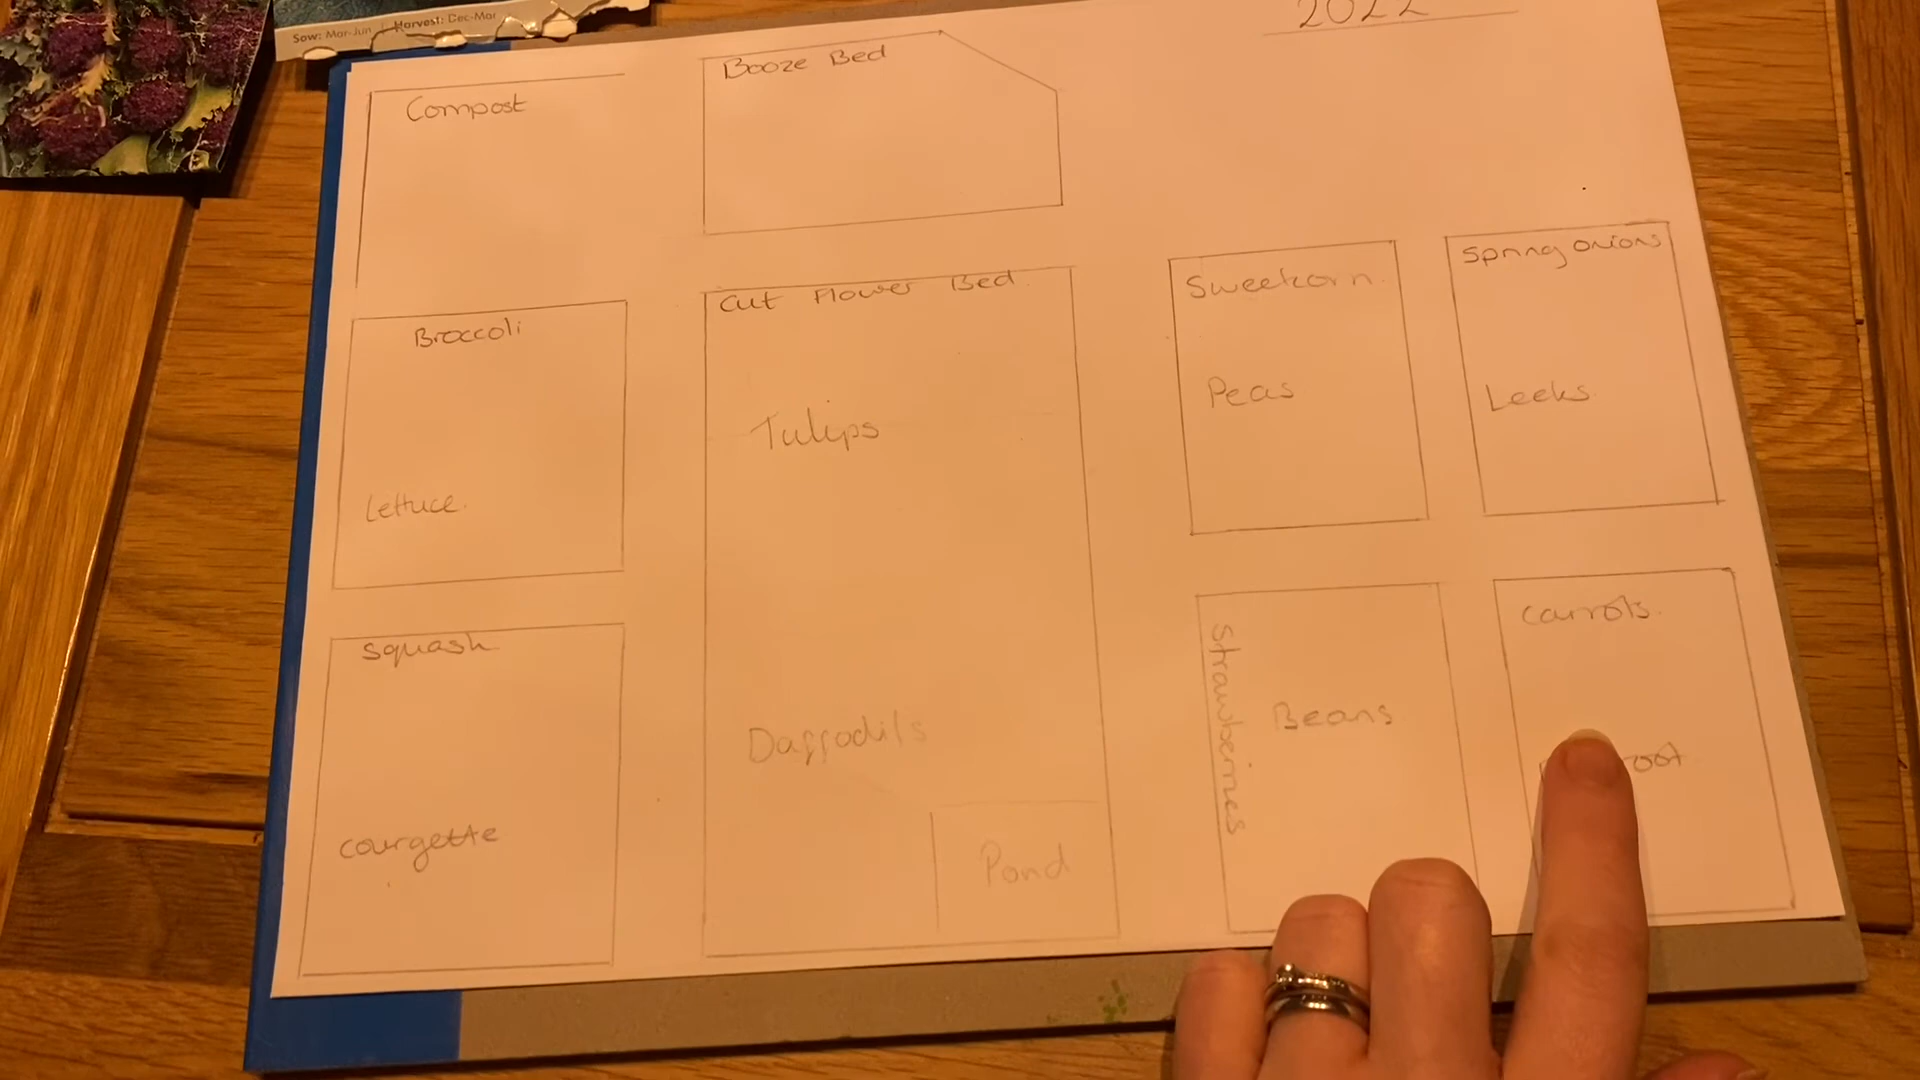 Sow: Mar-Jun Harvest: Dec-Mar
2022
Compost
Booze Bed
Broccoli
Lettuce
Cut Flower Bed
Tulips
Daffodils
Pond
Sweetcorn
Peas
Spring onions
Leeks
Squash
Courgette
Strawberries
Beans
Carrots